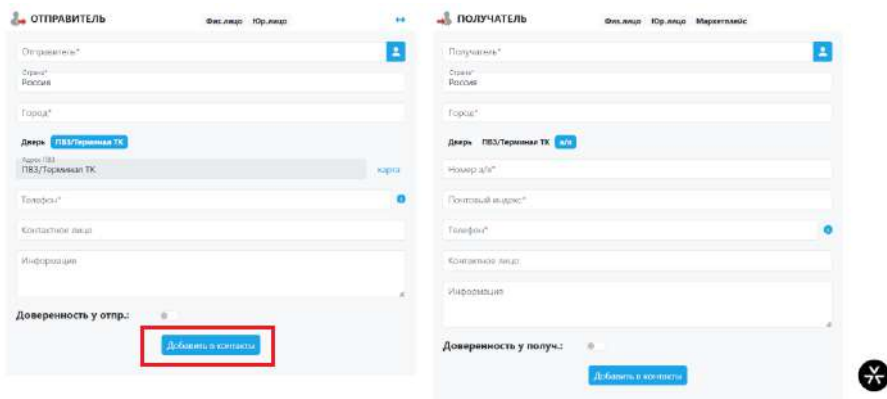 ОТПРАВИТЕЛЬ
Физ.лицо Юр.лицо
Отправитель*
Страна*
Россия
Город*
Дверь ПВЗ/Терминал ТК
Адрес ПВЗ
ПВЗ/Терминал ТК
карта
Телефон*
Контактное лицо
Информация
Доверенность у отпр.:
Добавить в контакты
ПОЛУЧАТЕЛЬ
Физ.лицо Юр.лицо Маркетплейс
Получатель*
Страна*
Россия
Город*
Дверь ПВЗ/Терминал ТК а/я
Номер а/я*
Почтовый индекс*
Телефон*
Контактное лицо
Информация
Доверенность у получ.:
Добавить в контакты